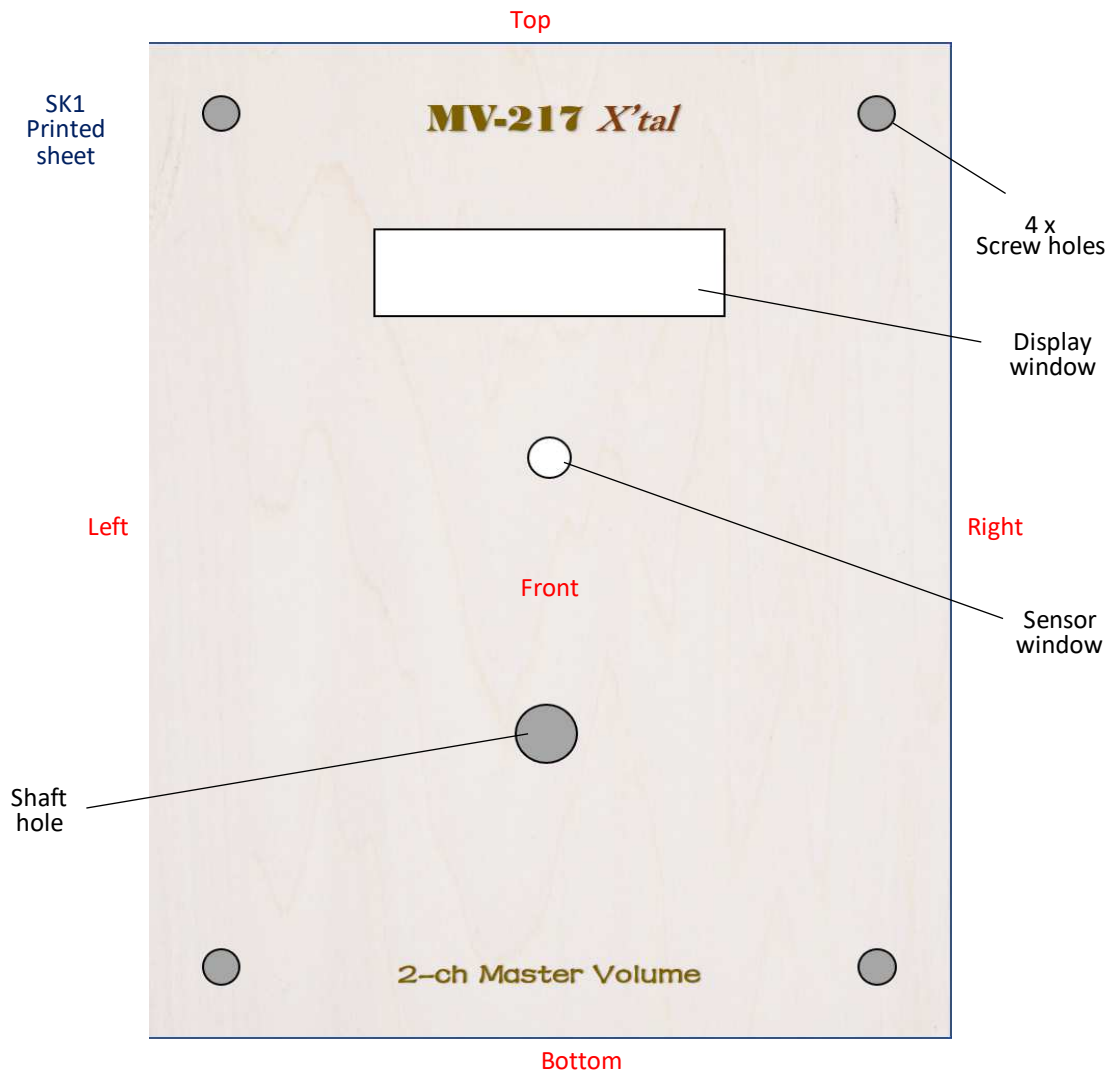 Top
SK1
Printed
sheet
MV-217 X’tal
4 x
Screw holes
Display
window
Left
Right
Front
Sensor
window
Shaft
hole
2-ch Master Volume
Bottom